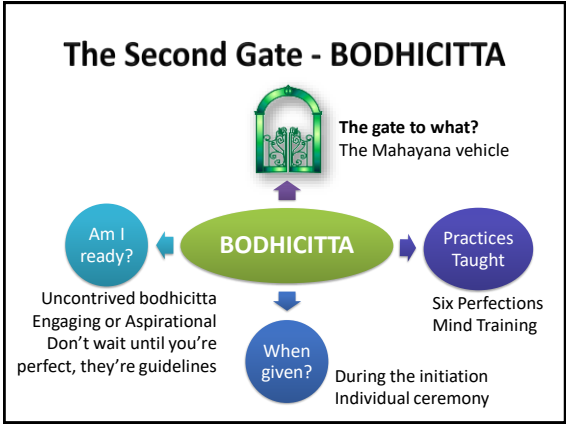 The Second Gate - BODHICITTA
The gate to what?
The Mahayana vehicle
Am I
ready?
BODHICITTA
Practices
Taught
Uncontrived bodhicitta
Engaging or Aspirational
Don't wait until you're
perfect, they're guidelines
Six Perfections
Mind Training
When
given?
During the initiation
Individual ceremony